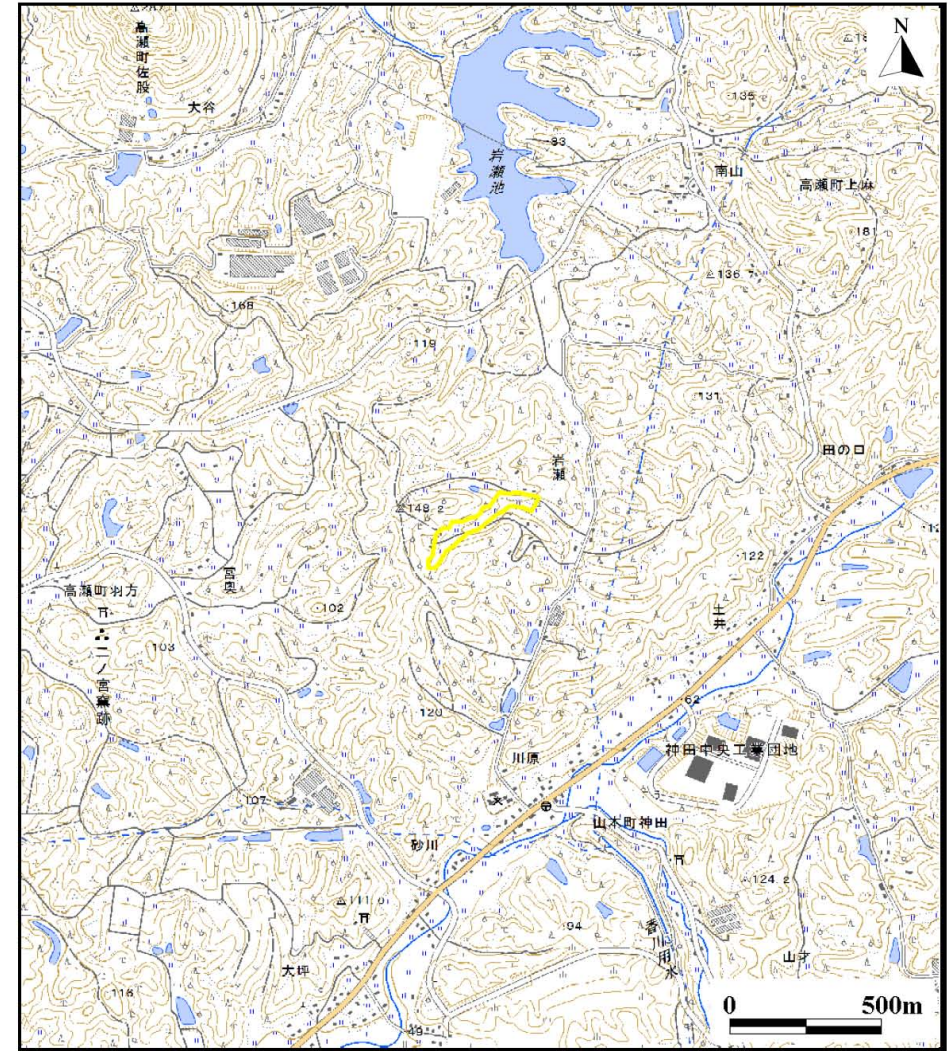 N
高瀬町佐股
大谷
135
83
岩瀬池
南山
高瀬町上麻
181
136.7
168
119
131
田の口
岩瀬
149.2
122
宮奥
高瀬町羽方
102
土井
103
二ノ宮窯跡
120
62
川原
神田中央工業団地
107
山本町神田
砂川
124.2
111.0
94
香川用水
大坪
山才
116
49
0 500m